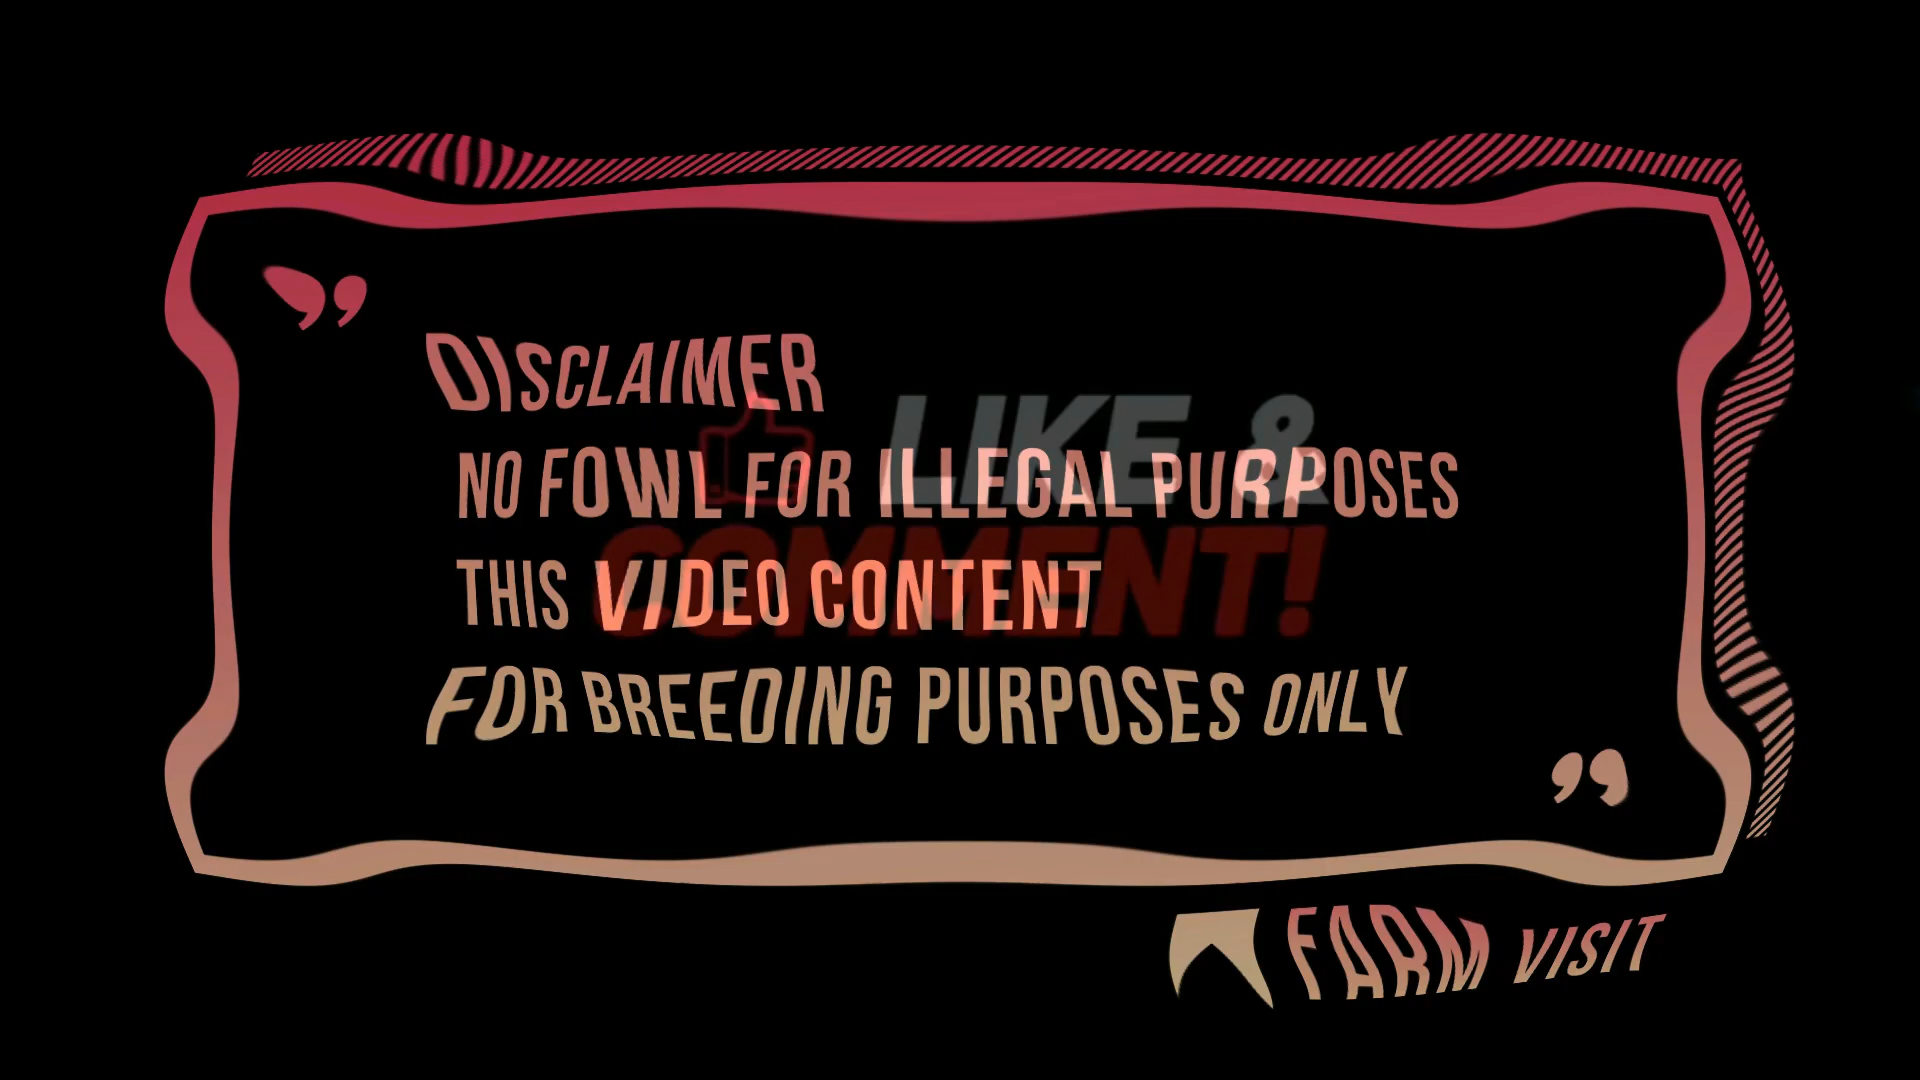 DISCLAIMER
LIKE &
NO FOWL FOR ILLEGAL PURPOSES
COMMENT!
THIS VIDEO CONTENT
FOR BREEDING PURPOSES ONLY
FARM VISIT